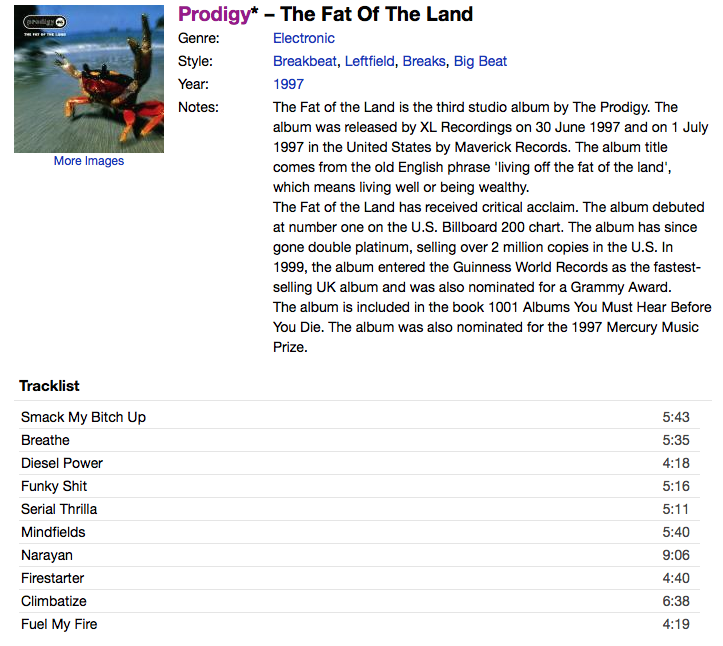 prodigy
THE FAT OF THE LAND
More Images
Prodigy* – The Fat Of The Land
Genre: Electronic
Style: Breakbeat, Leftfield, Breaks, Big Beat
Year: 1997
Notes: The Fat of the Land is the third studio album by The Prodigy. The
album was released by XL Recordings on 30 June 1997 and on 1 July
1997 in the United States by Maverick Records. The album title
comes from the old English phrase 'living off the fat of the land',
which means living well or being wealthy.
The Fat of the Land has received critical acclaim. The album debuted
at number one on the U.S. Billboard 200 chart. The album has since
gone double platinum, selling over 2 million copies in the U.S. In
1999, the album entered the Guinness World Records as the fastest-
selling UK album and was also nominated for a Grammy Award.
The album is included in the book 1001 Albums You Must Hear Before
You Die. The album was also nominated for the 1997 Mercury Music
Prize.
Tracklist
Smack My Bitch Up 5:43
Breathe 5:35
Diesel Power 4:18
Funky Shit 5:16
Serial Thrilla 5:11
Mindfields 5:40
Narayan 9:06
Firestarter 4:40
Climbatize 6:38
Fuel My Fire 4:19